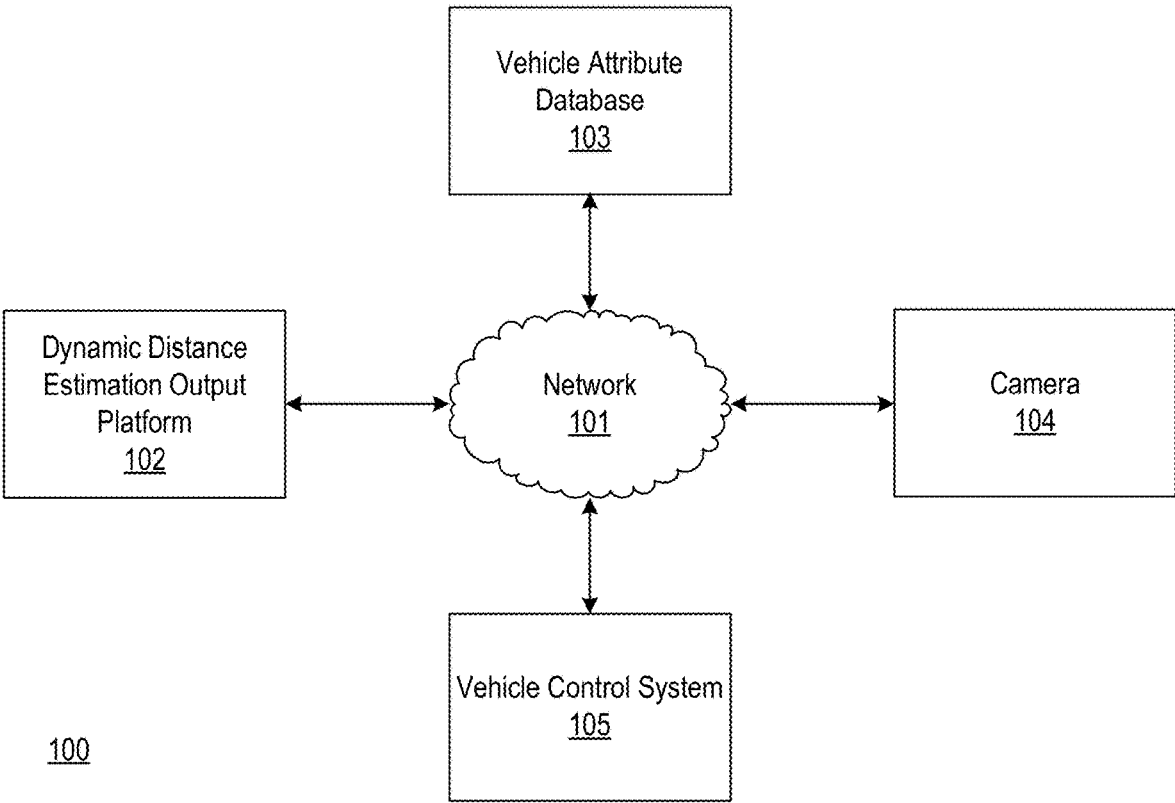 Vehicle Attribute
Database
103
Dynamic Distance
Estimation Output
Platform
102
Network
101
Camera
104
Vehicle Control System
105
100